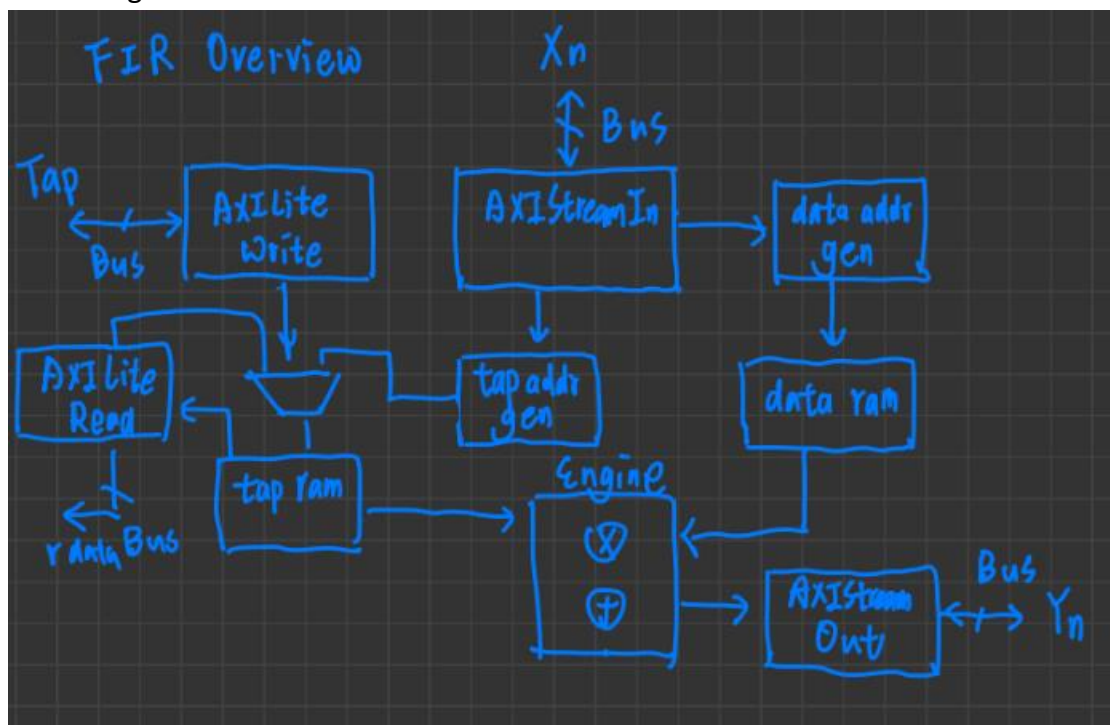 FIR Overview
Xn
Bus
Tap
Bus
AXILite
Write
AXIStreamIn
data addr
gen
AXILite
Read
tap addr
gen
data ram
tap ram
Engine
X
+
rdata Bus
AXIStream
Out
Bus
Yn